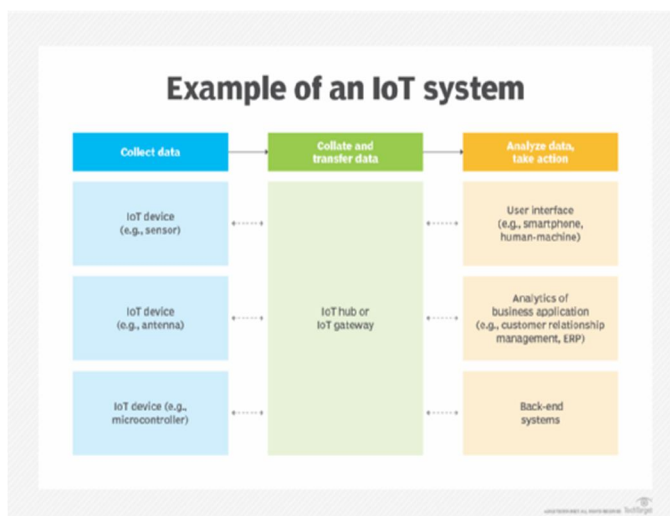 Example of an IoT system
Collect data
Collate and
transfer data
Analyze data,
take action
IoT device
(e.g., sensor)
IoT device
(e.g., antenna)
IoT device (e.g.,
microcontroller)
IoT hub or
IoT gateway
User interface
(e.g., smartphone,
human-machine)
Analytics of
business application
(e.g., customer relationship
management, ERP)
Back-end
systems
TechTarget